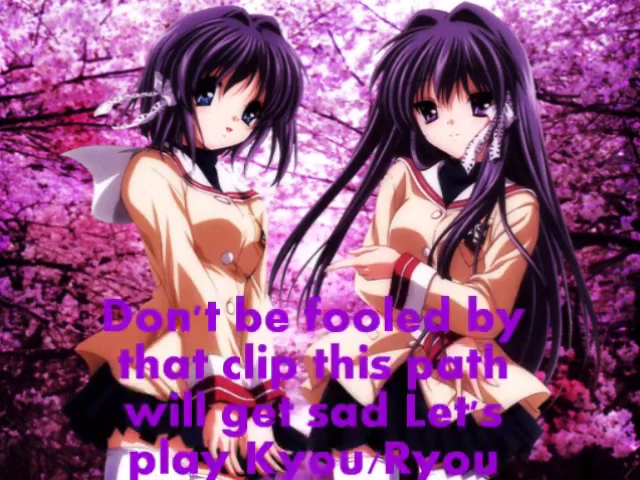 Don't be fooled by
that clip this path
will get sad Let's
play Kyou/Ryou